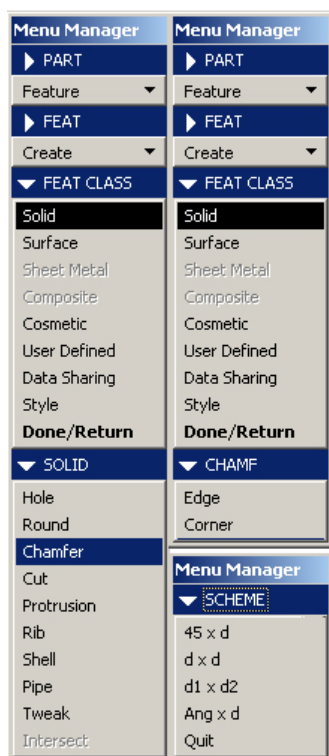 Menu Manager
PART
Feature
FEAT
Create
FEAT CLASS
Solid
Surface
Sheet Metal
Composite
Cosmetic
User Defined
Data Sharing
Style
Done/Return
SOLID
Hole
Round
Chamfer
Cut
Protrusion
Rib
Shell
Pipe
Tweak
Intersect
Menu Manager
PART
Feature
FEAT
Create
FEAT CLASS
Solid
Surface
Sheet Metal
Composite
Cosmetic
User Defined
Data Sharing
Style
Done/Return
CHAMF
Edge
Corner
Menu Manager
SCHEME
45 x d
d x d
d1 x d2
Ang x d
Quit